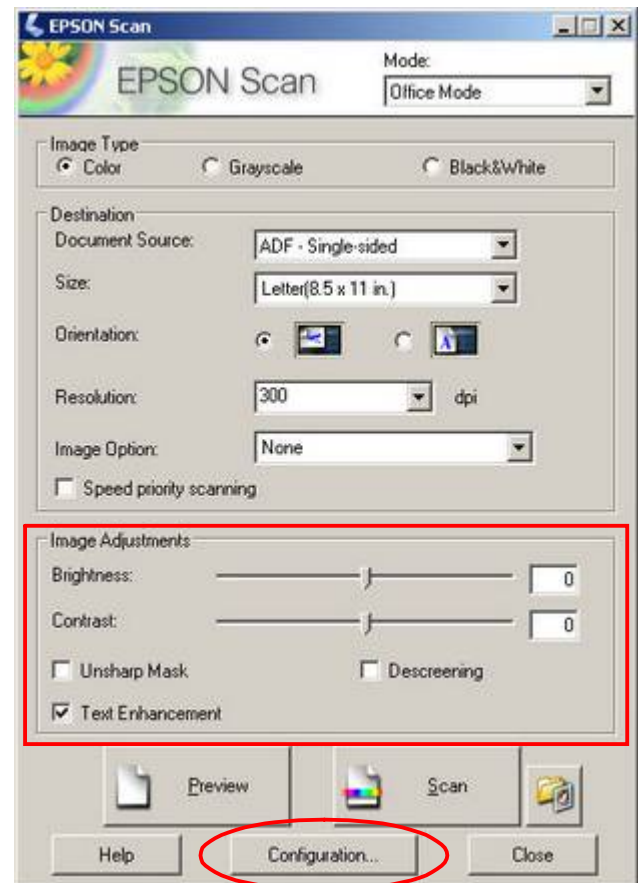 EPSON Scan
EPSON Scan
Mode:
Office Mode
Image Type
Color Grayscale Black&White
Destination
Document Source: ADF - Single-sided
Size: Letter(8.5 x 11 in.)
Orientation: A
Resolution: 300 dpi
Image Option: None
Speed priority scanning
Image Adjustments
Brightness: 0
Contrast: 0
Unsharp Mask Descreening
Text Enhancement
Preview Scan
Help Configuration... Close